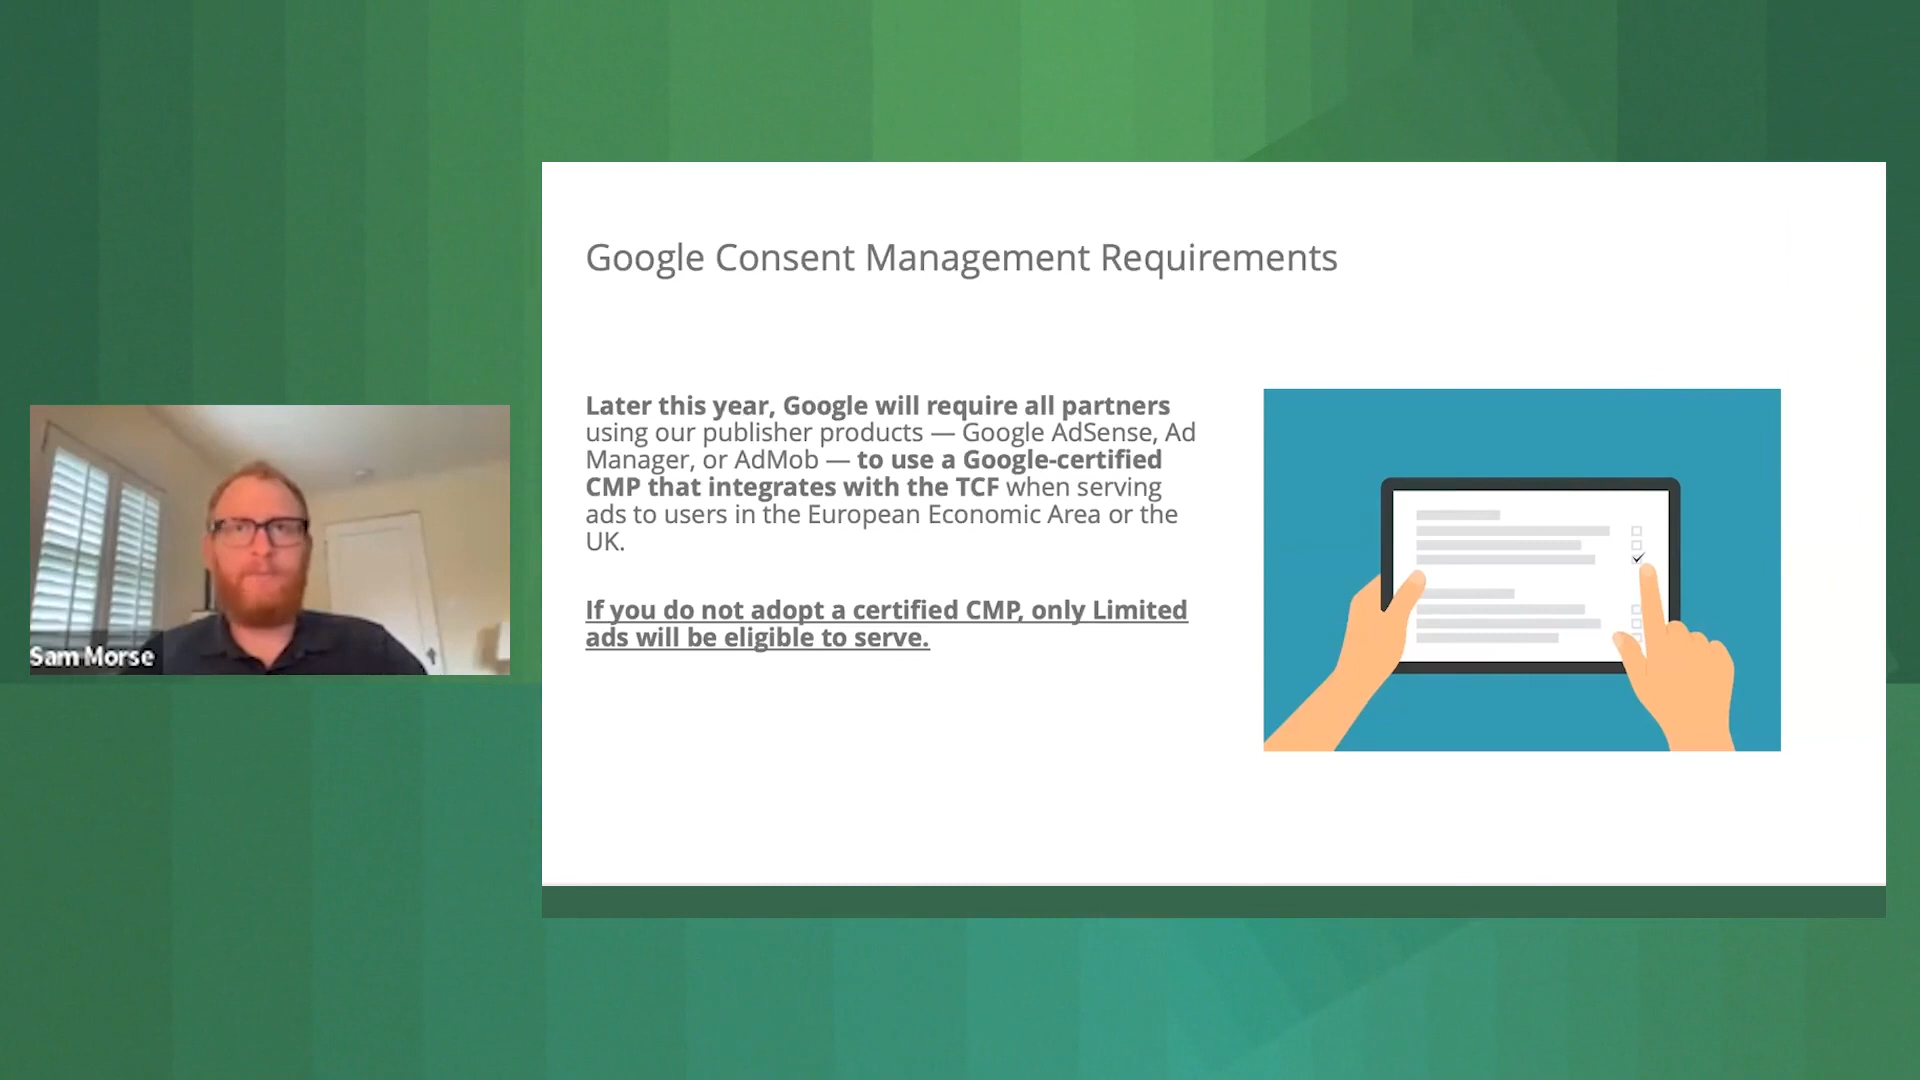 Google Consent Management Requirements
Later this year, Google will require all partners
using our publisher products — Google AdSense, Ad
Manager, or AdMob — to use a Google-certified
CMP that integrates with the TCF when serving
ads to users in the European Economic Area or the
UK.
If you do not adopt a certified CMP, only Limited
ads will be eligible to serve.
Sam Morse